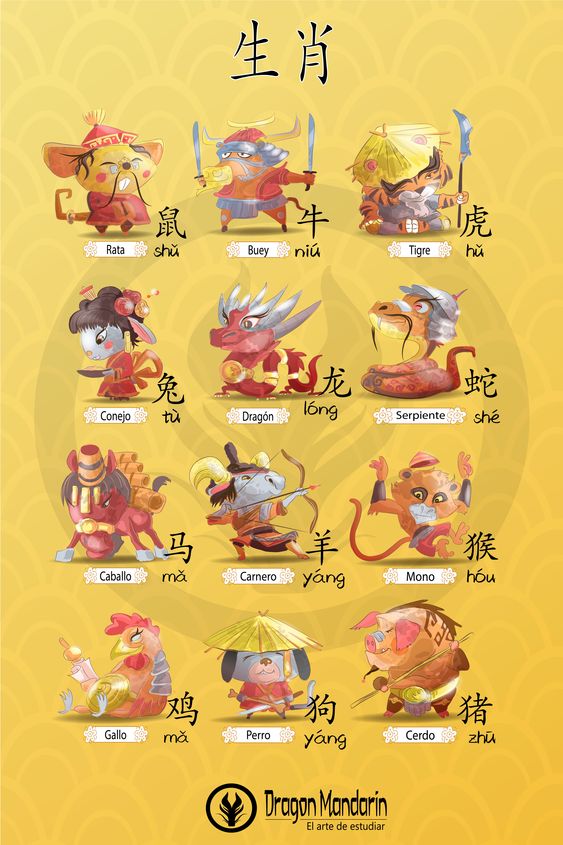 生肖
鼠
Rata shǔ
牛
Buey niú
虎
Tigre hǔ
兔
Conejo tù
龙
Dragón lóng
蛇
Serpiente shé
马
Caballo mǎ
羊
Carnero yáng
猴
Mono hóu
鸡
Gallo mǎ
狗
Perro yáng
猪
Cerdo zhū
Dragon Mandarín
El arte de estudiar